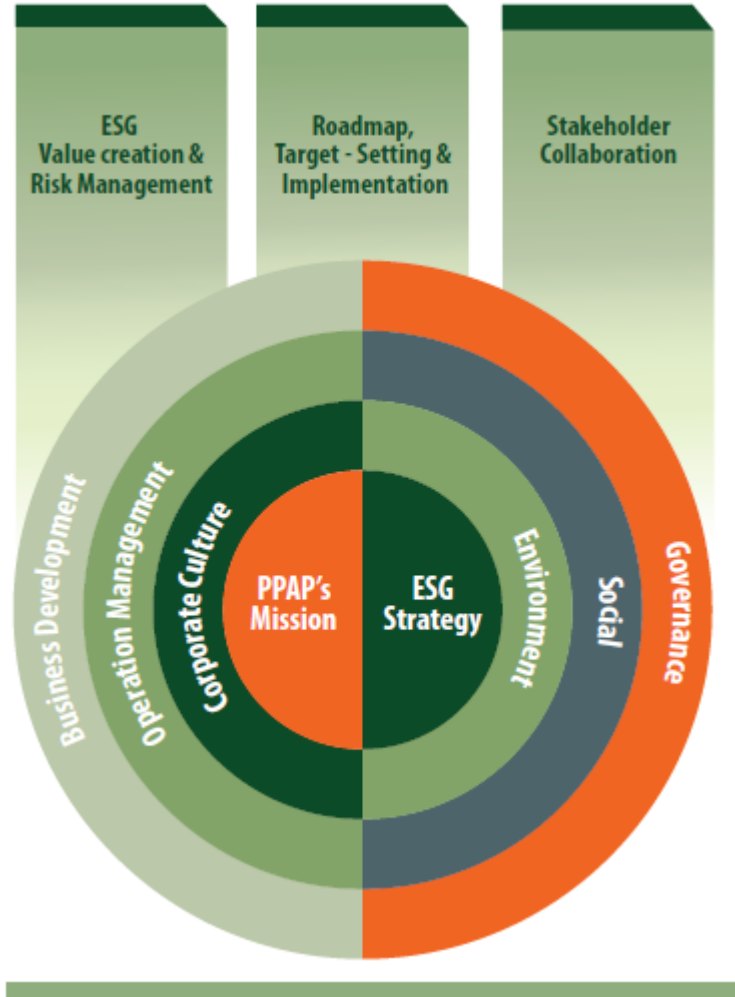 ESG
Value creation &
Risk Management
Roadmap,
Target - Setting &
Implementation
Stakeholder
Collaboration
Business Development
Operation Management
Corporate Culture
PPAP's
Mission
ESG
Strategy
Environment
Social
Governance